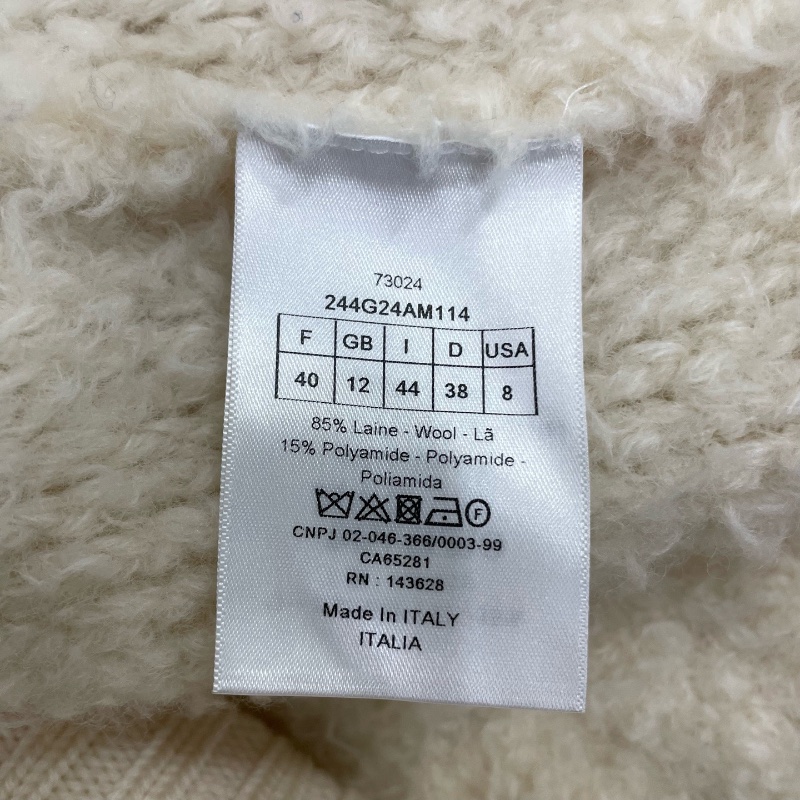 73024
244G24AM114
F GB I D USA
40 12 44 38 8
85% Laine - Wool - Lã
15% Polyamide - Polyamide -
Poliamida
F
CNPJ 02-046-366/0003-99
CA65281
RN : 143628
Made In ITALY
ITALIA